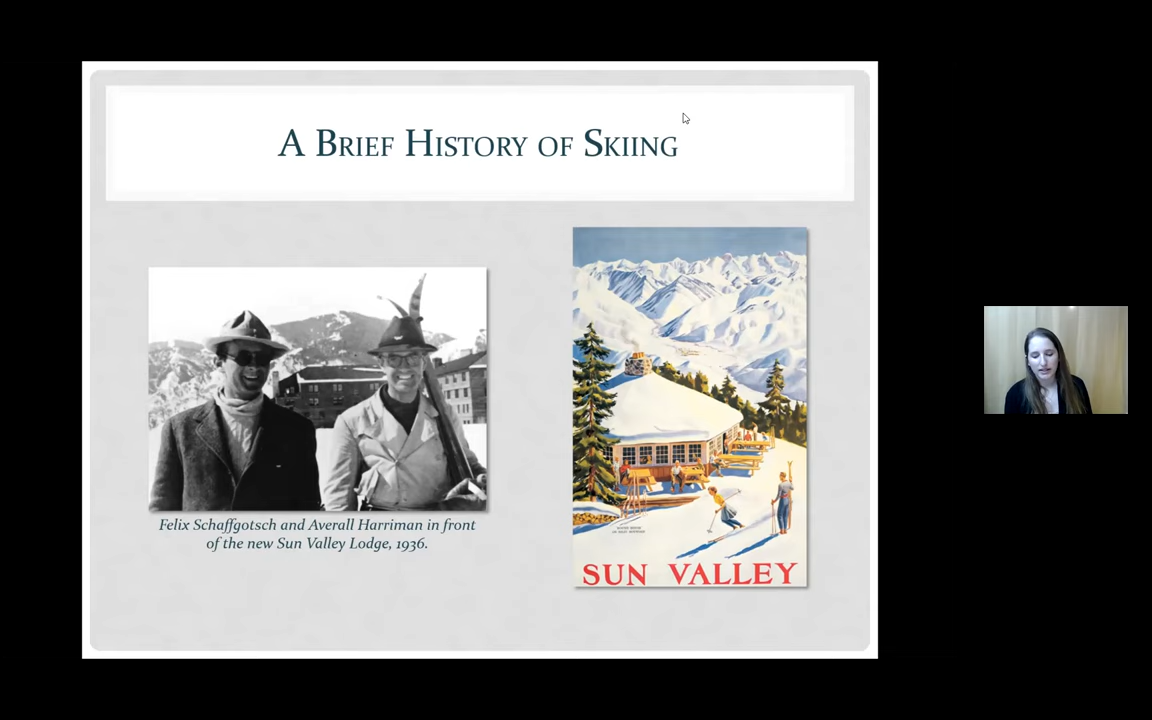 A Brief History of Skiing
Felix Schaffgotsch and Averall Harriman in front
of the new Sun Valley Lodge, 1936.
SUN VALLEY